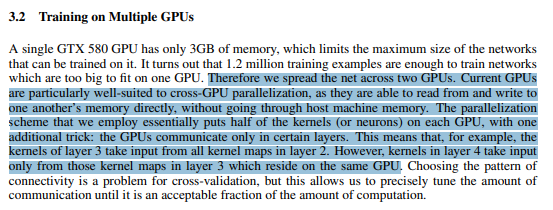 3.2 Training on Multiple GPUs
A single GTX 580 GPU has only 3GB of memory, which limits the maximum size of the networks
that can be trained on it. It turns out that 1.2 million training examples are enough to train networks
which are too big to fit on one GPU. Therefore we spread the net across two GPUs. Current GPUs
are particularly well-suited to cross-GPU parallelization, as they are able to read from and write to
one another's memory directly, without going through host machine memory. The parallelization
scheme that we employ essentially puts half of the kernels (or neurons) on each GPU, with one
additional trick: the GPUs communicate only in certain layers. This means that, for example, the
kernels of layer 3 take input from all kernel maps in layer 2. However, kernels in layer 4 take input
only from those kernel maps in layer 3 which reside on the same GPU. Choosing the pattern of
connectivity is a problem for cross-validation, but this allows us to precisely tune the amount of
communication until it is an acceptable fraction of the amount of computation.